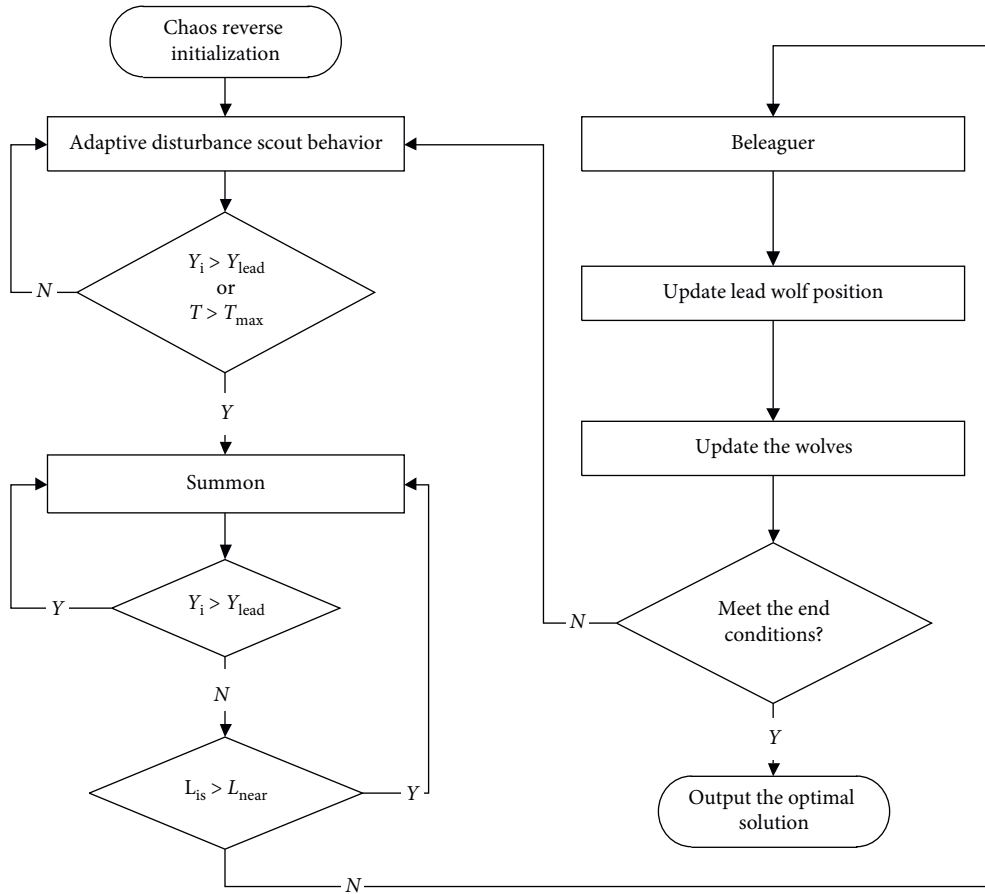 Chaos reverse
initialization
Adaptive disturbance scout behavior
Y_i > Y_lead
or
T > T_max
N
Y
Summon
Y_i > Y_lead
Y
N
L_is > L_near
Y
N
Beleaguer
Update lead wolf position
Update the wolves
Meet the end
conditions?
N
Y
Output the optimal
solution